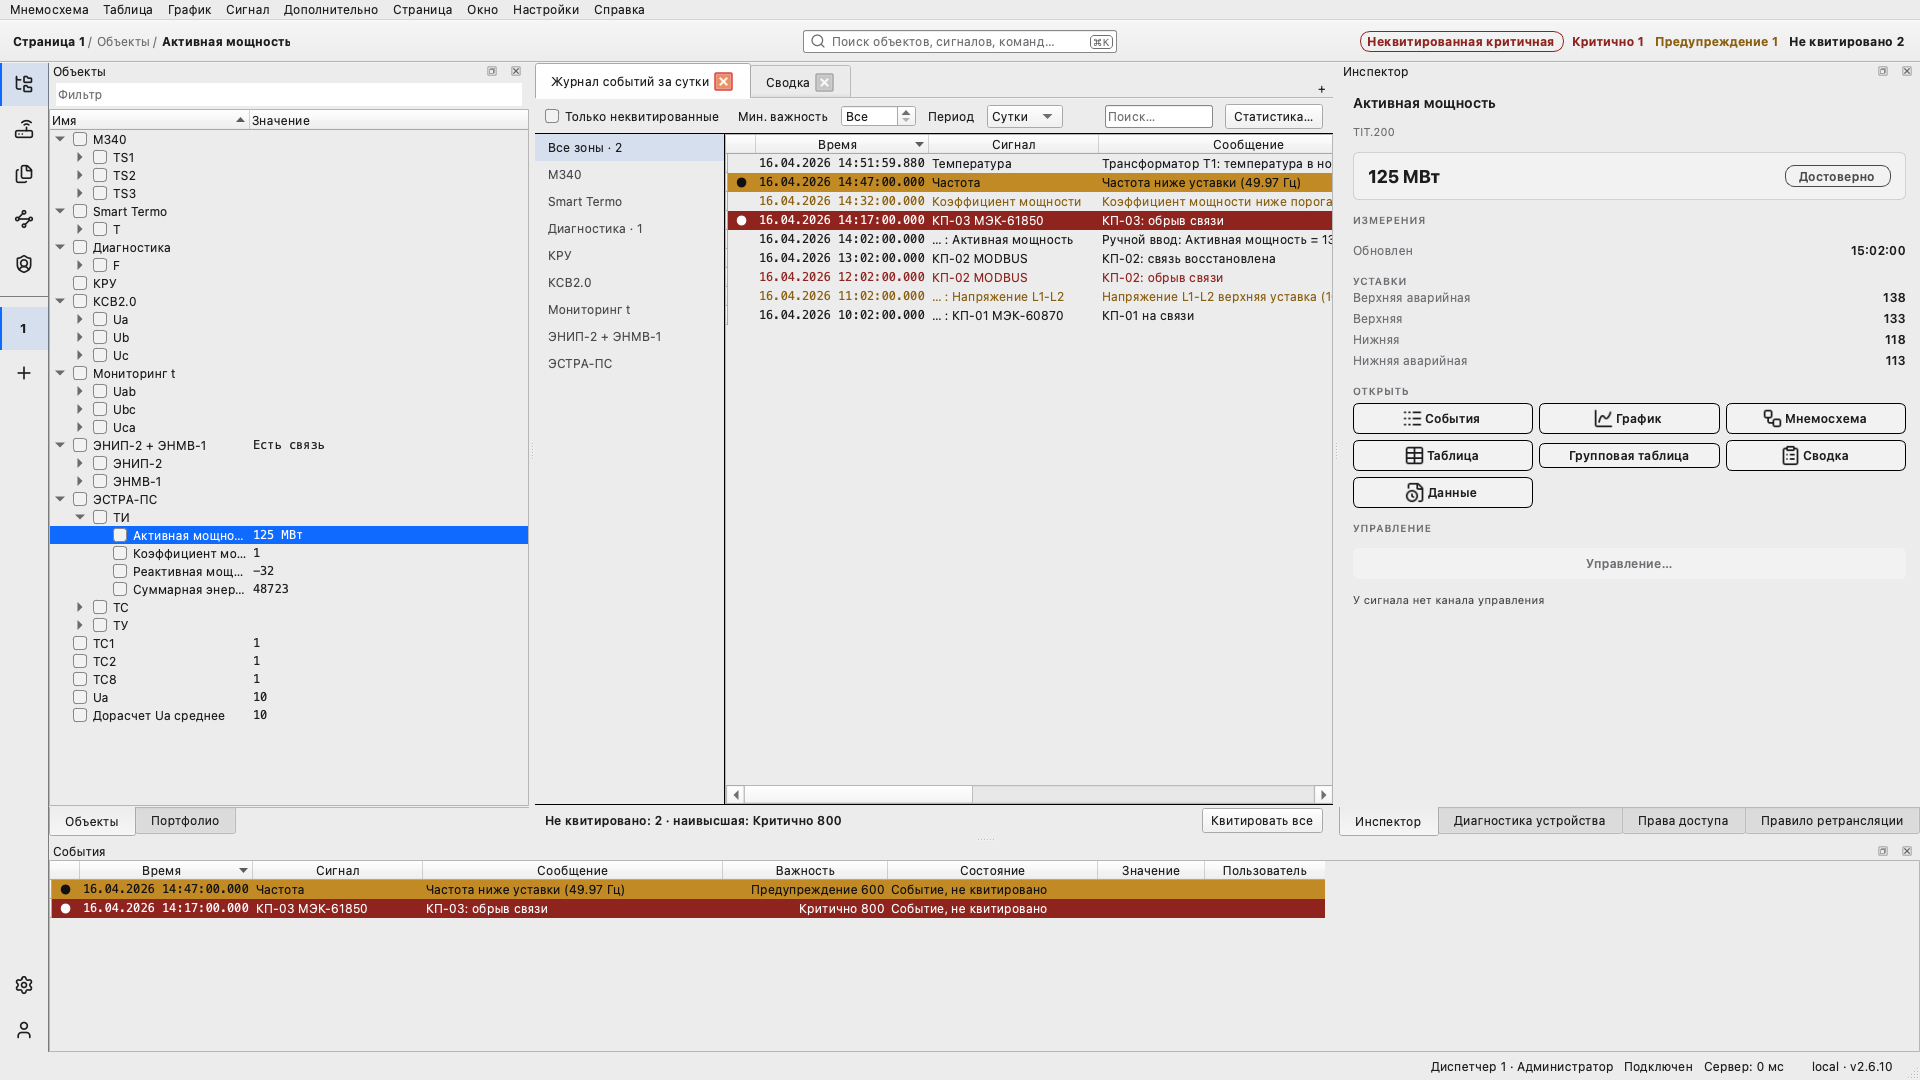 Мнемосхема Таблица График Сигнал Дополнительно Страница Окно Настройки Справка
Страница 1 / Объекты / Активная мощность
Поиск объектов, сигналов, команд... ⌘K
Неквитированная критичная Критично 1 Предупреждение 1 Не квитировано 2
Объекты
Фильтр
Имя Значение
M340
TS1
TS2
TS3
Smart Termo
T
Диагностика
F
КРУ
КСВ2.0
Ua
Ub
Uc
Мониторинг t
Uab
Ubc
Uca
ЭНИП-2 + ЭНМВ-1 Есть связь
ЭНИП-2
ЭНМВ-1
ЭСТРА-ПС
ТИ
Активная мощно... 125 МВт
Коэффициент мо... 1
Реактивная мощ... −32
Суммарная энер... 48723
ТС
ТУ
ТС1 1
ТС2 1
ТС8 1
Ua 10
Дорасчет Ua среднее 10
Объекты Портфолио
1
Журнал событий за сутки Сводка +
Только неквитированные Мин. важность Все Период Сутки Поиск... Статистика...
Все зоны · 2
M340
Smart Termo
Диагностика · 1
КРУ
КСВ2.0
Мониторинг t
ЭНИП-2 + ЭНМВ-1
ЭСТРА-ПС
Время Сигнал Сообщение
16.04.2026 14:51:59.880 Температура Трансформатор Т1: температура в но
16.04.2026 14:47:00.000 Частота Частота ниже уставки (49.97 Гц)
16.04.2026 14:32:00.000 Коэффициент мощности Коэффициент мощности ниже порога
16.04.2026 14:17:00.000 КП-03 МЭК-61850 КП-03: обрыв связи
16.04.2026 14:02:00.000 ... : Активная мощность Ручной ввод: Активная мощность = 13
16.04.2026 13:02:00.000 КП-02 MODBUS КП-02: связь восстановлена
16.04.2026 12:02:00.000 КП-02 MODBUS КП-02: обрыв связи
16.04.2026 11:02:00.000 ... : Напряжение L1-L2 Напряжение L1-L2 верхняя уставка (1
16.04.2026 10:02:00.000 ... : КП-01 МЭК-60870 КП-01 на связи
Не квитировано: 2 · наивысшая: Критично 800 Квитировать все
Инспектор
Активная мощность
TIT.200
125 МВт Достоверно
ИЗМЕРЕНИЯ
Обновлен 15:02:00
УСТАВКИ
Верхняя аварийная 138
Верхняя 133
Нижняя 118
Нижняя аварийная 113
ОТКРЫТЬ
События График Мнемосхема
Таблица Групповая таблица Сводка
Данные
УПРАВЛЕНИЕ
Управление...
У сигнала нет канала управления
Инспектор Диагностика устройства Права доступа Правило ретрансляции
События
Время Сигнал Сообщение Важность Состояние Значение Пользователь
16.04.2026 14:47:00.000 Частота Частота ниже уставки (49.97 Гц) Предупреждение 600 Событие, не квитировано
16.04.2026 14:17:00.000 КП-03 МЭК-61850 КП-03: обрыв связи Критично 800 Событие, не квитировано
Диспетчер 1 · Администратор Подключен Сервер: 0 мс local · v2.6.10